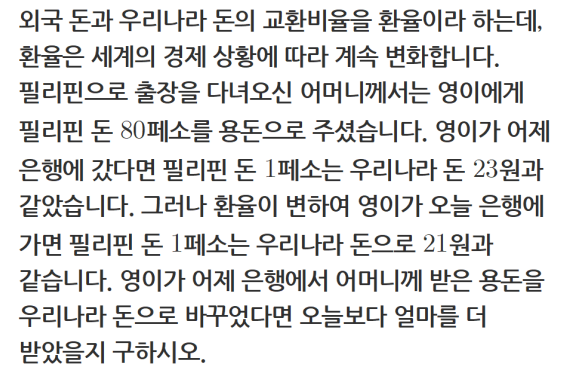 외국 돈과 우리나라 돈의 교환비율을 환율이라 하는데,
환율은 세계의 경제 상황에 따라 계속 변화합니다.
필리핀으로 출장을 다녀오신 어머니께서는 영이에게
필리핀 돈 80페소를 용돈으로 주셨습니다. 영이가 어제
은행에 갔다면 필리핀 돈 1페소는 우리나라 돈 23원과
같았습니다. 그러나 환율이 변하여 영이가 오늘 은행에
가면 필리핀 돈 1페소는 우리나라 돈으로 21원과
같습니다. 영이가 어제 은행에서 어머니께 받은 용돈을
우리나라 돈으로 바꾸었다면 오늘보다 얼마를 더
받았을지 구하시오.